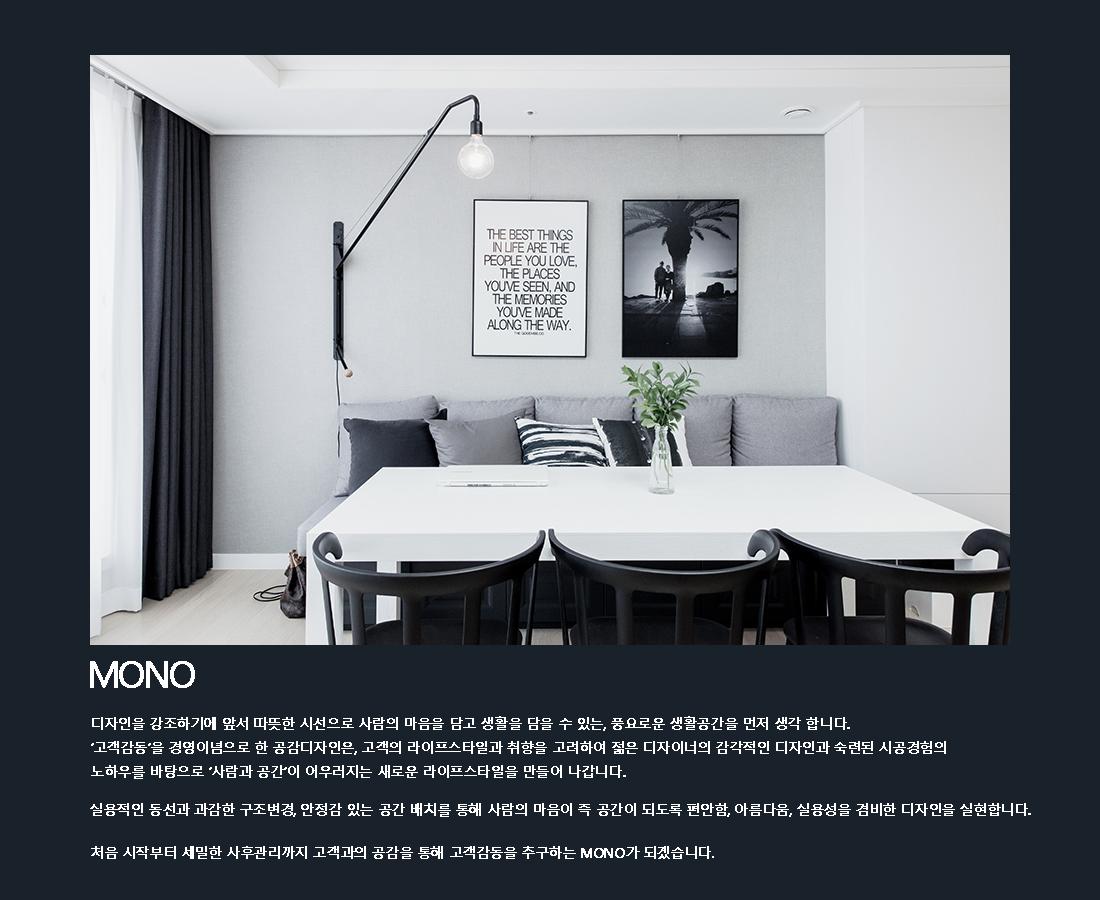 THE BEST THINGS
IN LIFE ARE THE
PEOPLE YOU LOVE,
THE PLACES
YOU'VE SEEN, AND
THE MEMORIES
YOU'VE MADE
ALONG THE WAY.
MONO
디자인을 강조하기에 앞서 따뜻한 시선으로 사람의 마음을 담고 생활을 담을 수 있는, 풍요로운 생활공간을 먼저 생각 합니다.
'고객감동'을 경영이념으로 한 공감디자인은, 고객의 라이프스타일과 취향을 고려하여 젊은 디자이너의 감각적인 디자인과 숙련된 시공경험의
노하우를 바탕으로 '사람과 공간'이 어우러지는 새로운 라이프스타일을 만들이 나갑니다.
실용적인 동선과 과감한 구조변경, 안정감 있는 공간 배치를 통해 사람의 마음이 즉 공간이 되도록 편안함, 아름다움, 실용성을 겸비한 디자인을 실현합니다.
처음 시작부터 세밀한 사후관리까지 고객과의 공감을 통해 고객감동을 추구하는 MONO가 되겠습니다.